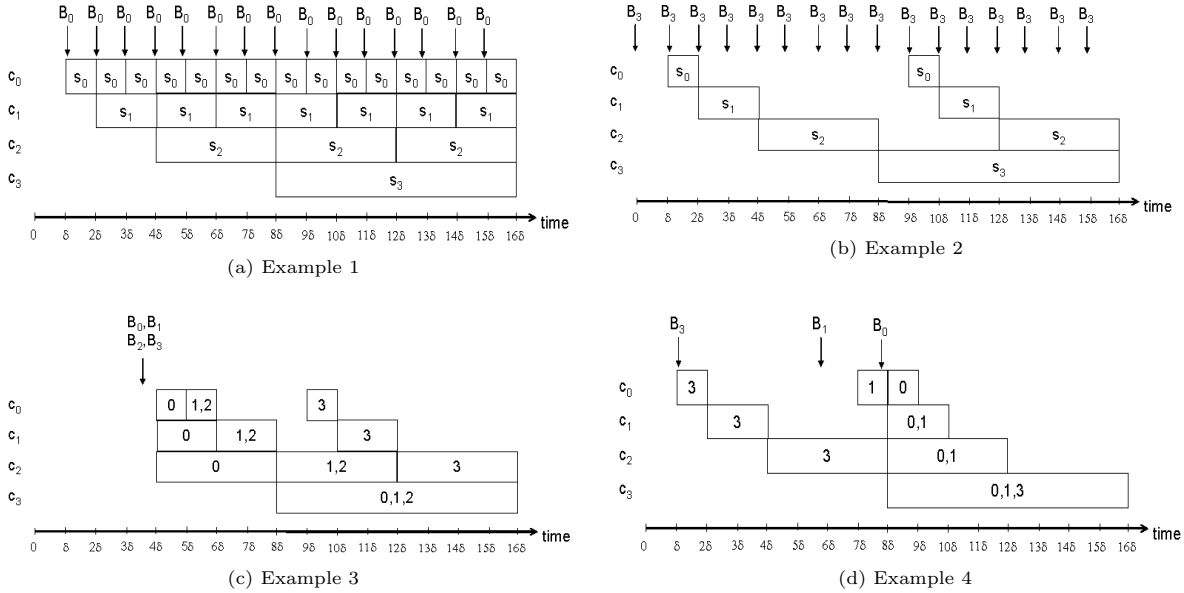 B₀ B₀ B₀ B₀ B₀ B₀ B₀ B₀ B₀ B₀ B₀ B₀ B₀ B₀ B₀
c₀ s₀ s₀ s₀ s₀ s₀ s₀ s₀ s₀ s₀ s₀ s₀ s₀ s₀ s₀ s₀
c₁ s₁ s₁ s₁ s₁ s₁ s₁ s₁
c₂ s₂ s₂ s₂
c₃ s₃
time
0 δ 2δ 3δ 4δ 5δ 6δ 7δ 8δ 9δ 10δ 11δ 12δ 13δ 14δ 15δ 16δ
(a) Example 1
B₃ B₃ B₃ B₃ B₃ B₃ B₃ B₃ B₃ B₃ B₃ B₃ B₃ B₃ B₃ B₃
c₀ s₀ s₀
c₁ s₁ s₁
c₂ s₂ s₂
c₃ s₃
time
0 δ 2δ 3δ 4δ 5δ 6δ 7δ 8δ 9δ 10δ 11δ 12δ 13δ 14δ 15δ 16δ
(b) Example 2
B₀,B₁
B₂,B₃
c₀ 0 1,2 3
c₁ 0 1,2 3
c₂ 0 1,2 3
c₃ 0,1,2
time
0 δ 2δ 3δ 4δ 5δ 6δ 7δ 8δ 9δ 10δ 11δ 12δ 13δ 14δ 15δ 16δ
(c) Example 3
B₃ B₁ B₀
c₀ 3 1 0
c₁ 3 0,1
c₂ 3 0,1
c₃ 0,1,3
time
0 δ 2δ 3δ 4δ 5δ 6δ 7δ 8δ 9δ 10δ 11δ 12δ 13δ 14δ 15δ 16δ
(d) Example 4